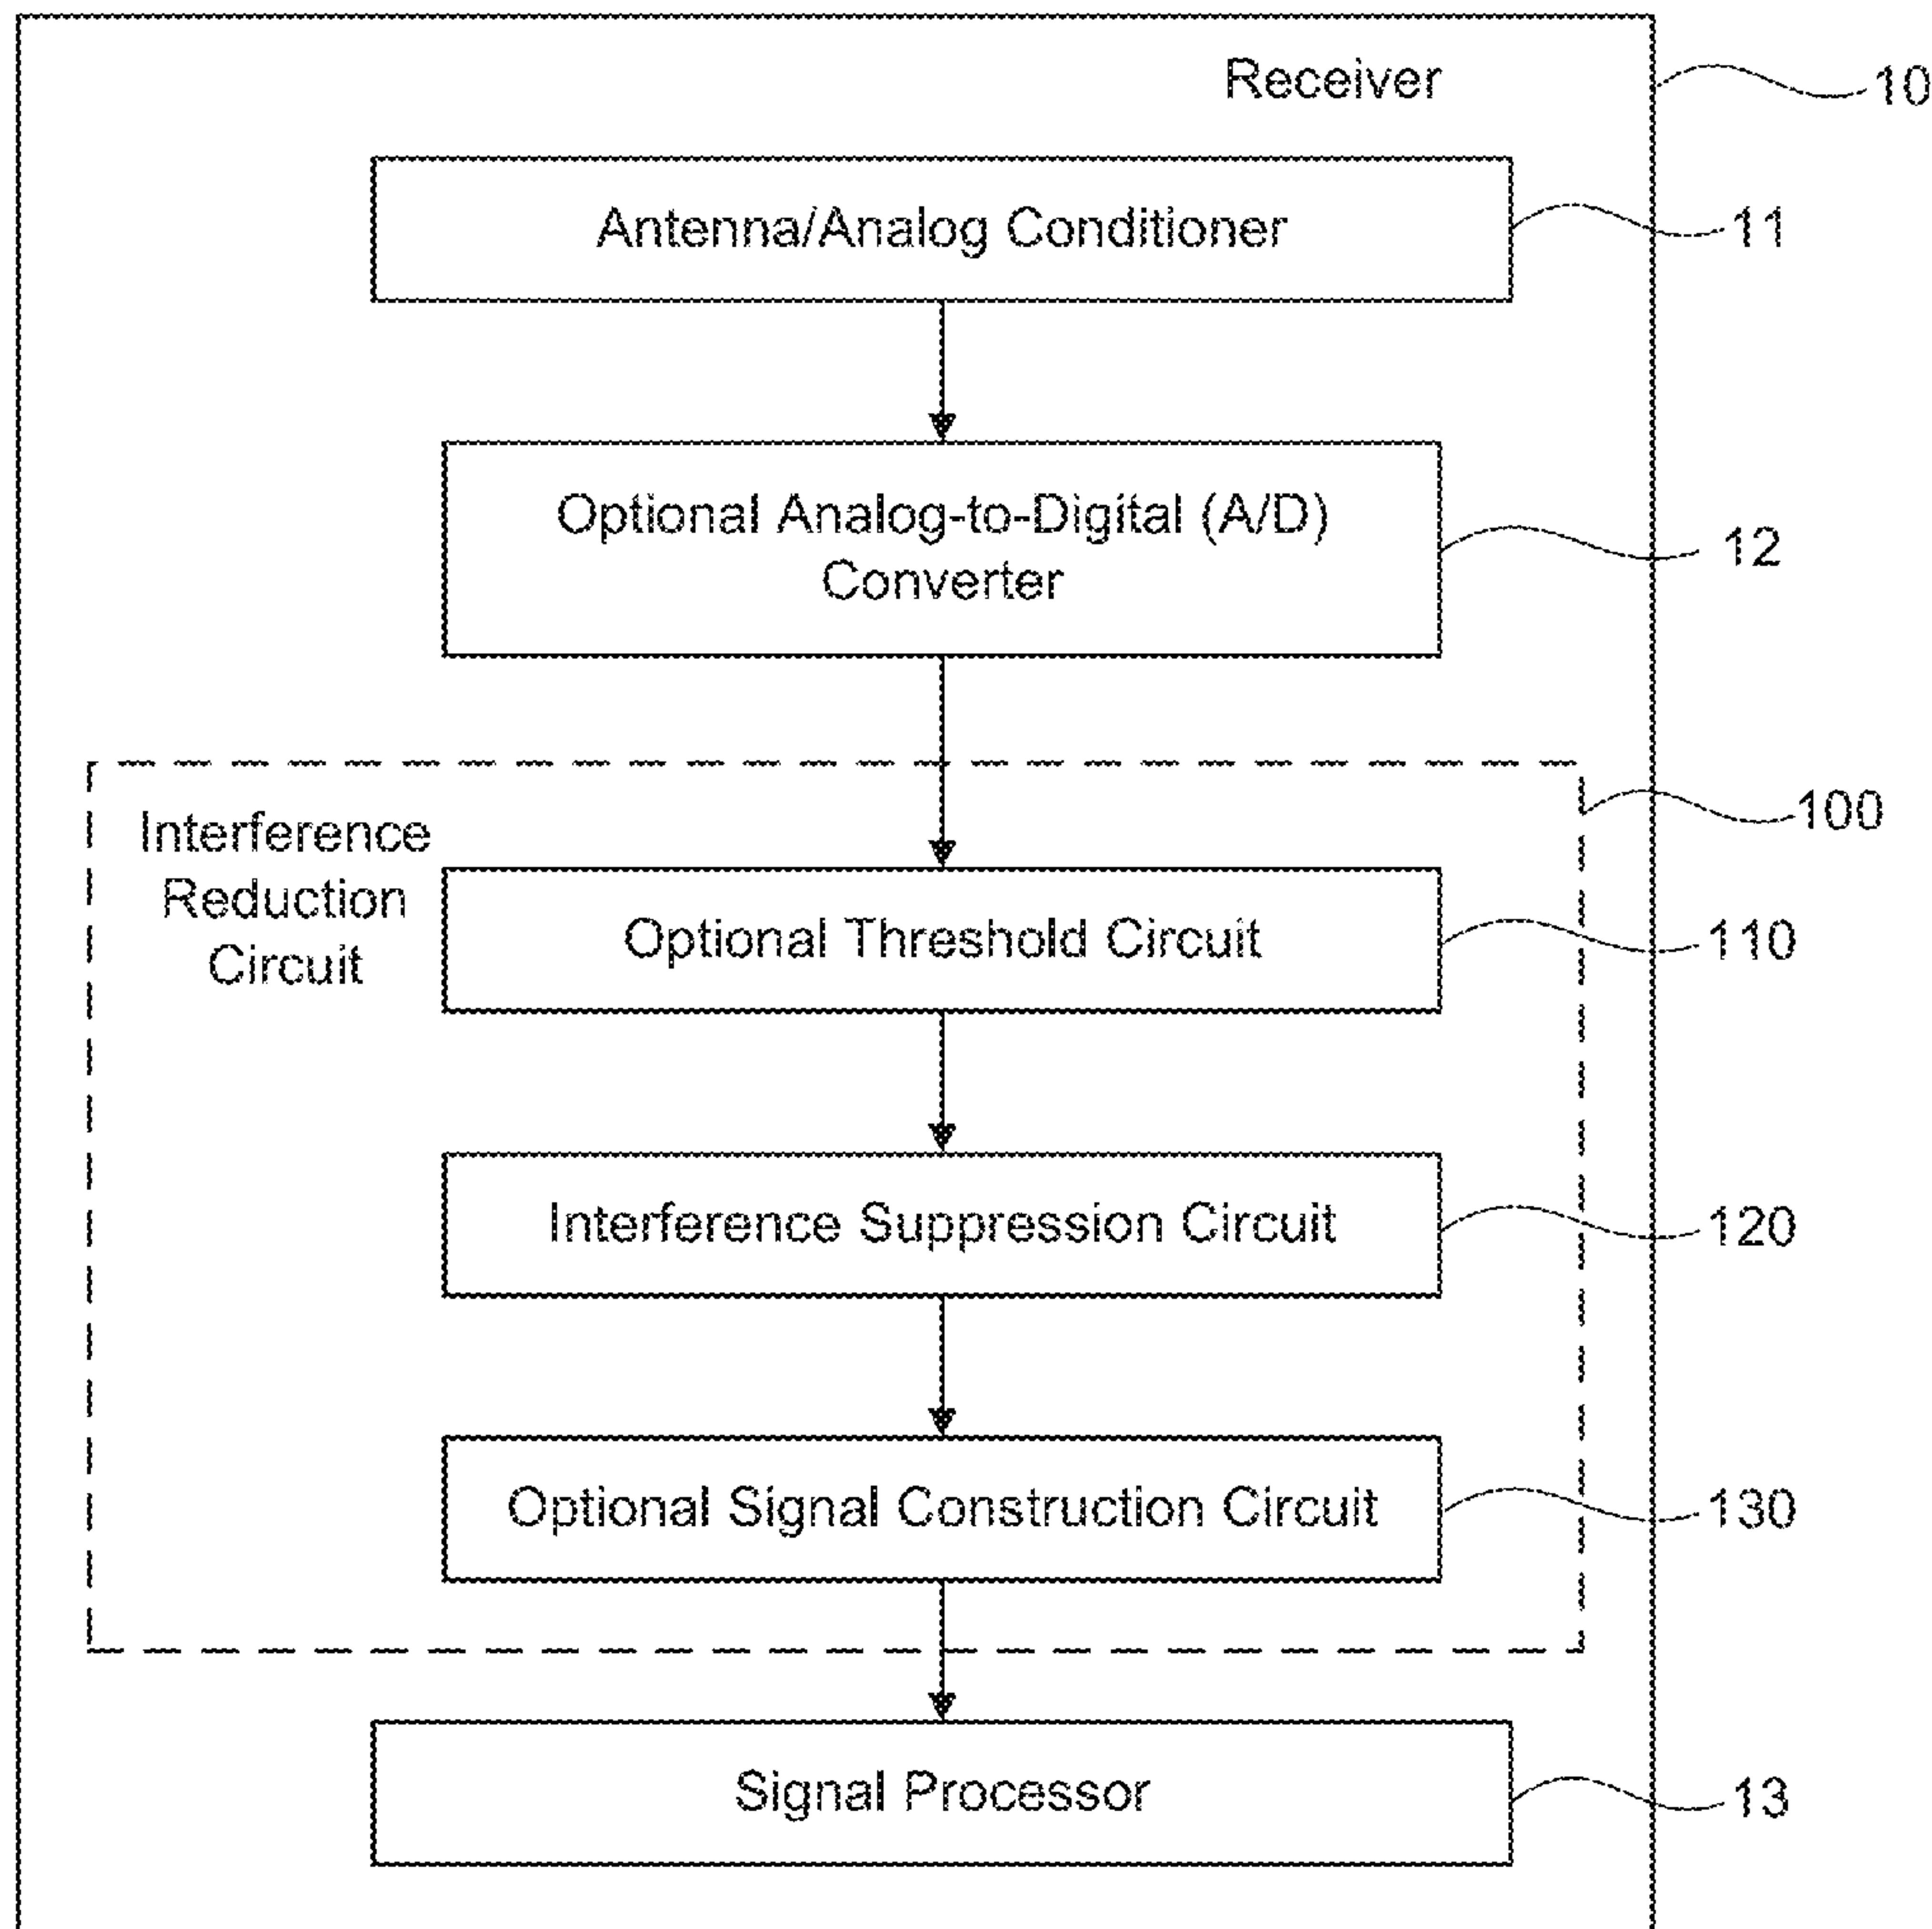 Receiver
10
Antenna/Analog Conditioner
11
Optional Analog-to-Digital (A/D)
Converter
12
Interference
Reduction
Circuit
100
Optional Threshold Circuit
110
Interference Suppression Circuit
120
Optional Signal Construction Circuit
130
Signal Processor
13